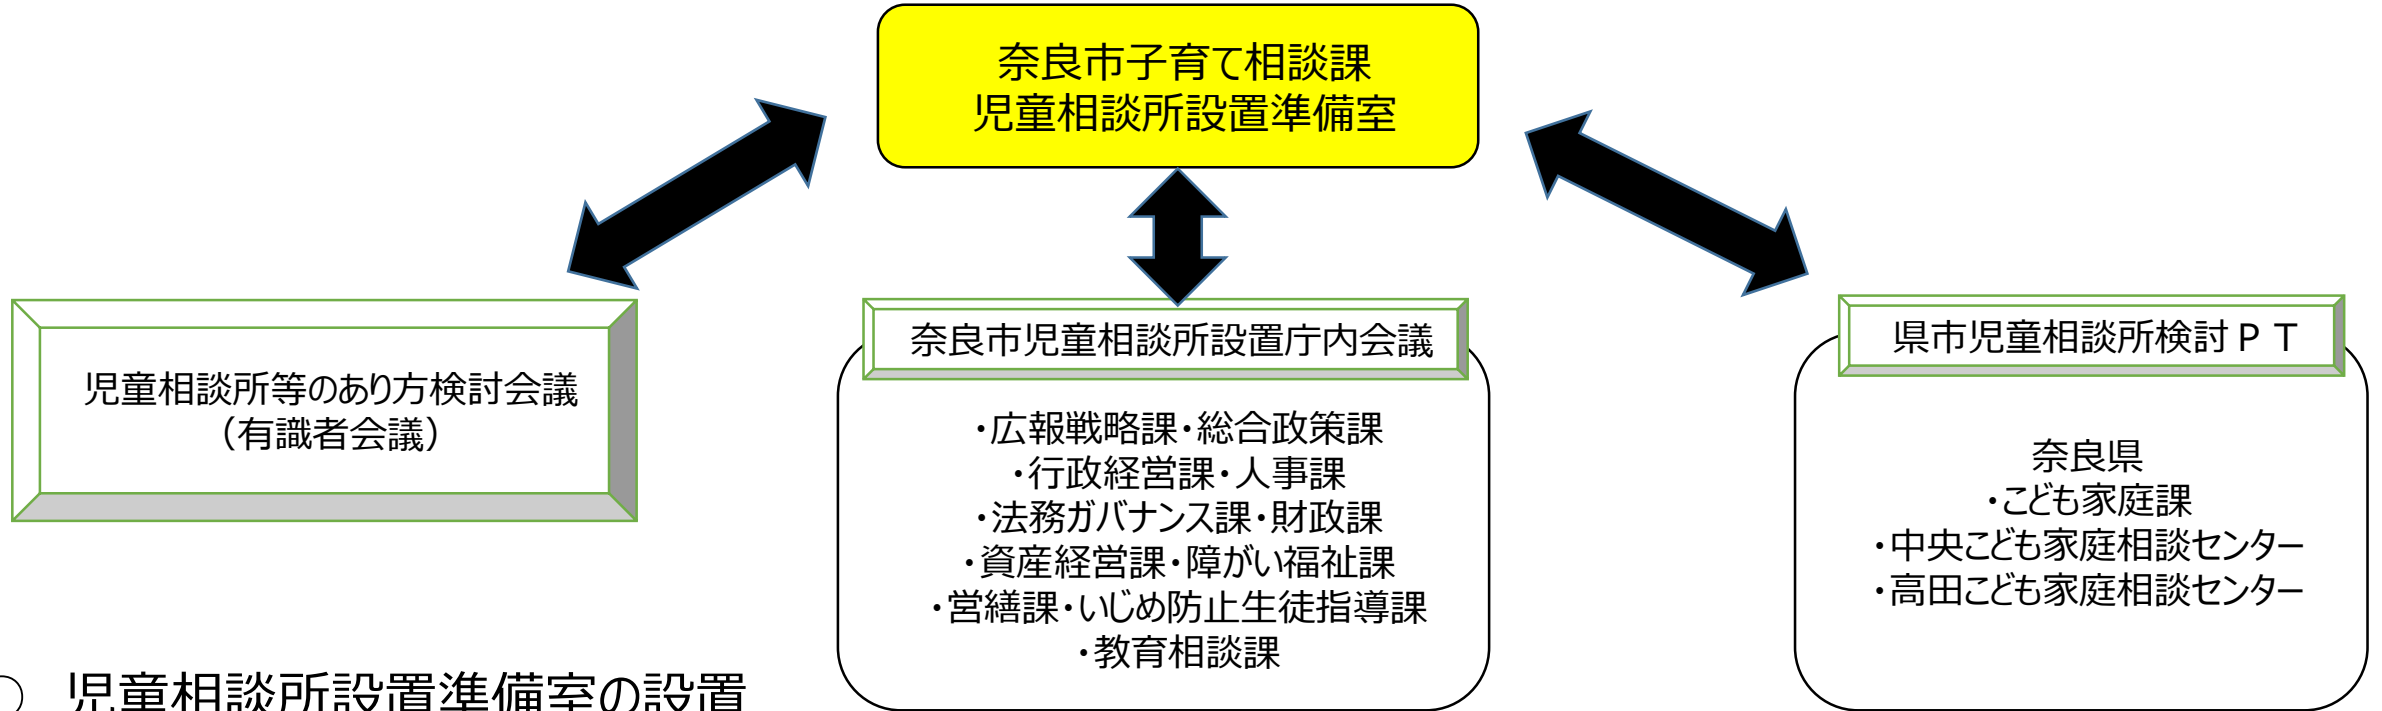 奈良市子育て相談課
児童相談所設置準備室
児童相談所等のあり方検討会議
（有識者会議）
奈良市児童相談所設置庁内会議
・広報戦略課・総合政策課
・行政経営課・人事課
・法務ガバナンス課・財政課
・資産経営課・障がい福祉課
・営繕課・いじめ防止生徒指導課
・教育相談課
県市児童相談所検討ＰＴ
奈良県
・こども家庭課
・中央こども家庭相談センター
・高田こども家庭相談センター
○　児童相談所設置準備室の設置